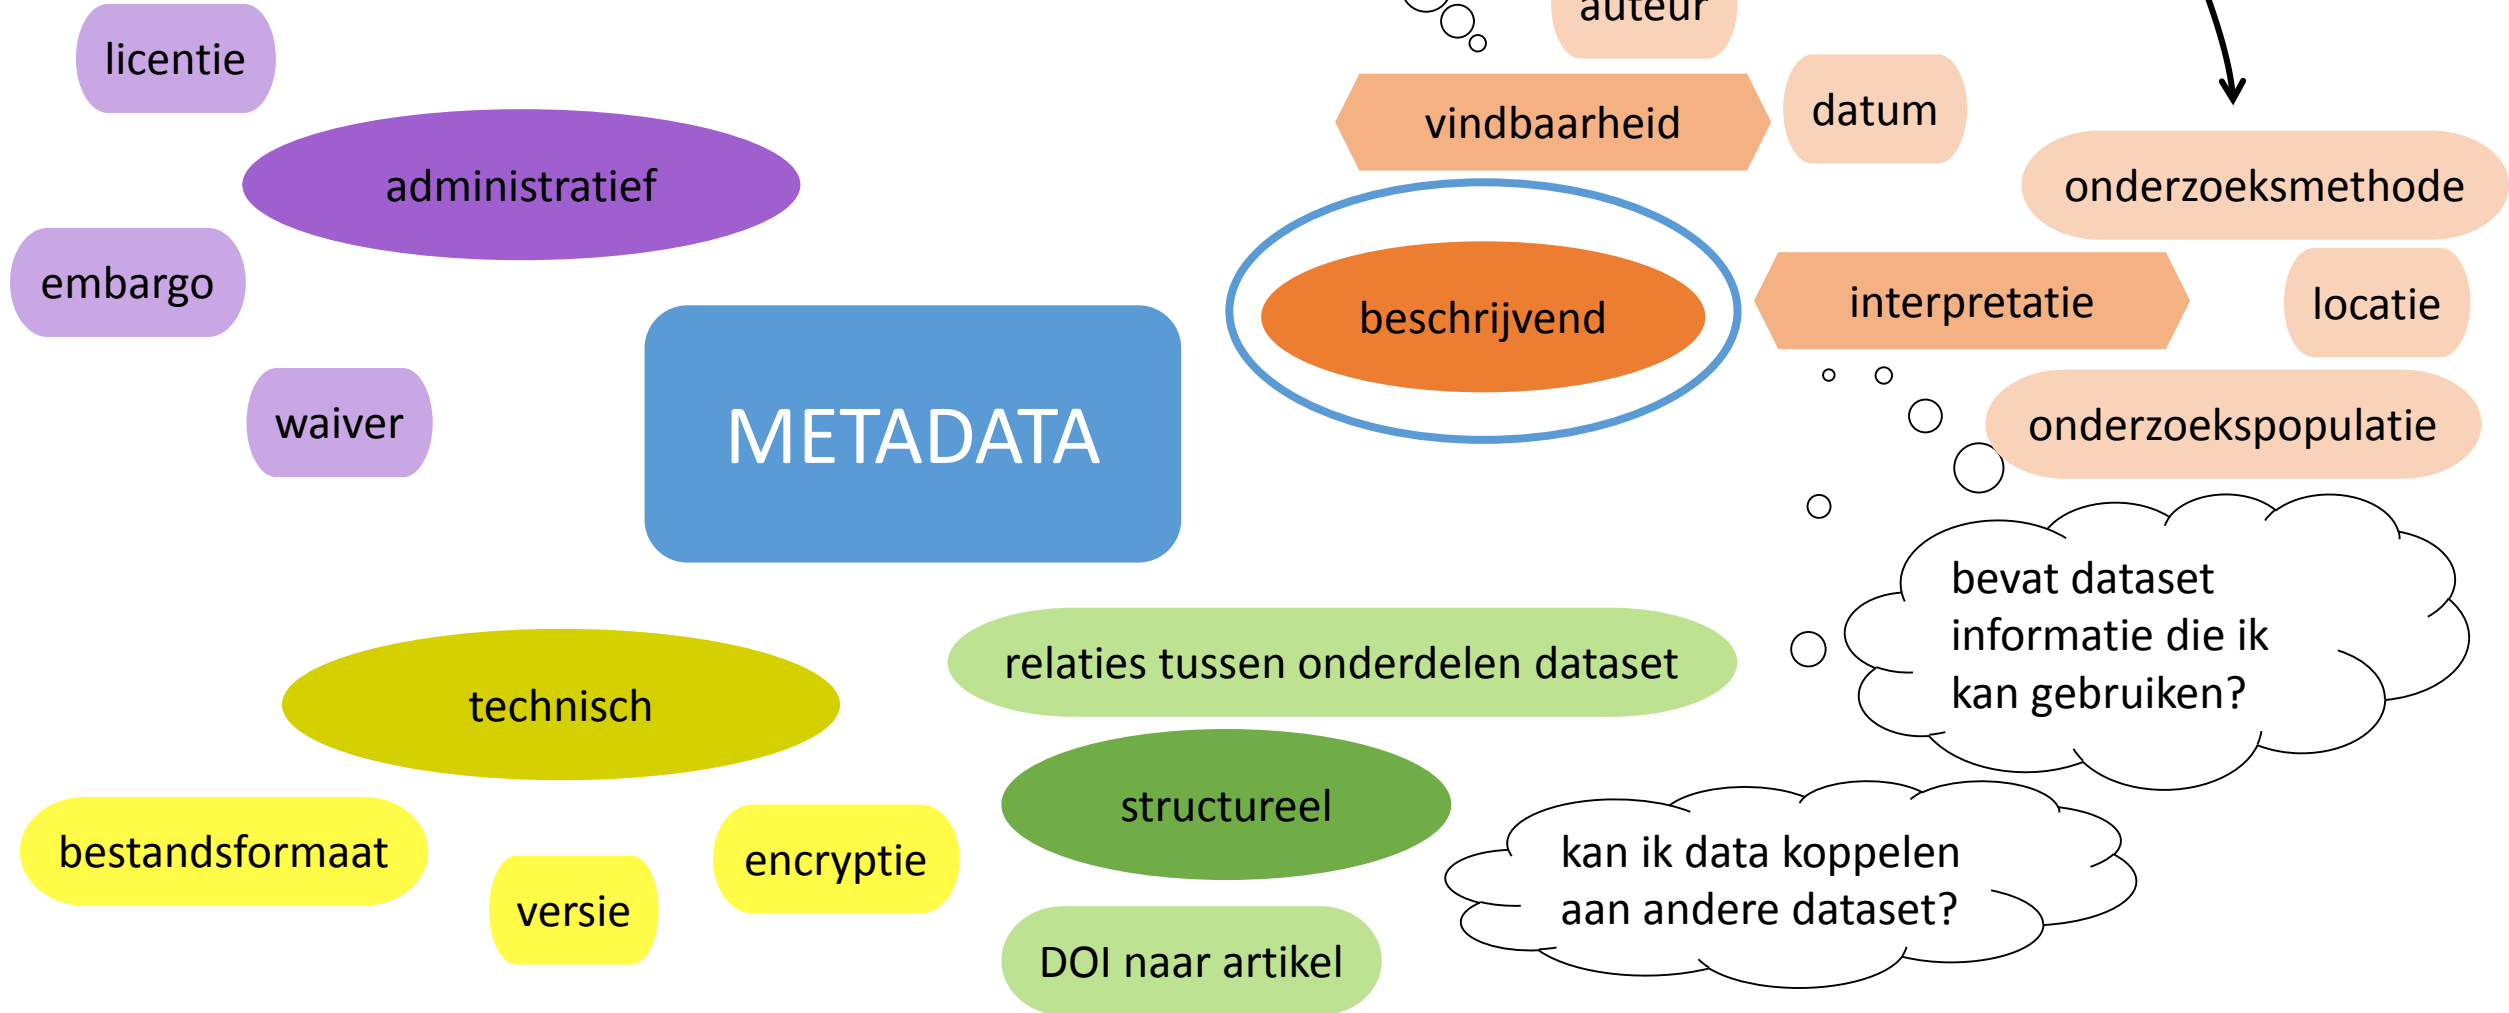 auteur
licentie
vindbaarheid
datum
administratief
onderzoeksmethode
embargo
beschrijvend
interpretatie
locatie
waiver
METADATA
onderzoekspopulatie
bevat dataset
informatie die ik
kan gebruiken?
relaties tussen onderdelen dataset
technisch
structureel
bestandsformaat
versie
encryptie
kan ik data koppelen
aan andere dataset?
DOI naar artikel